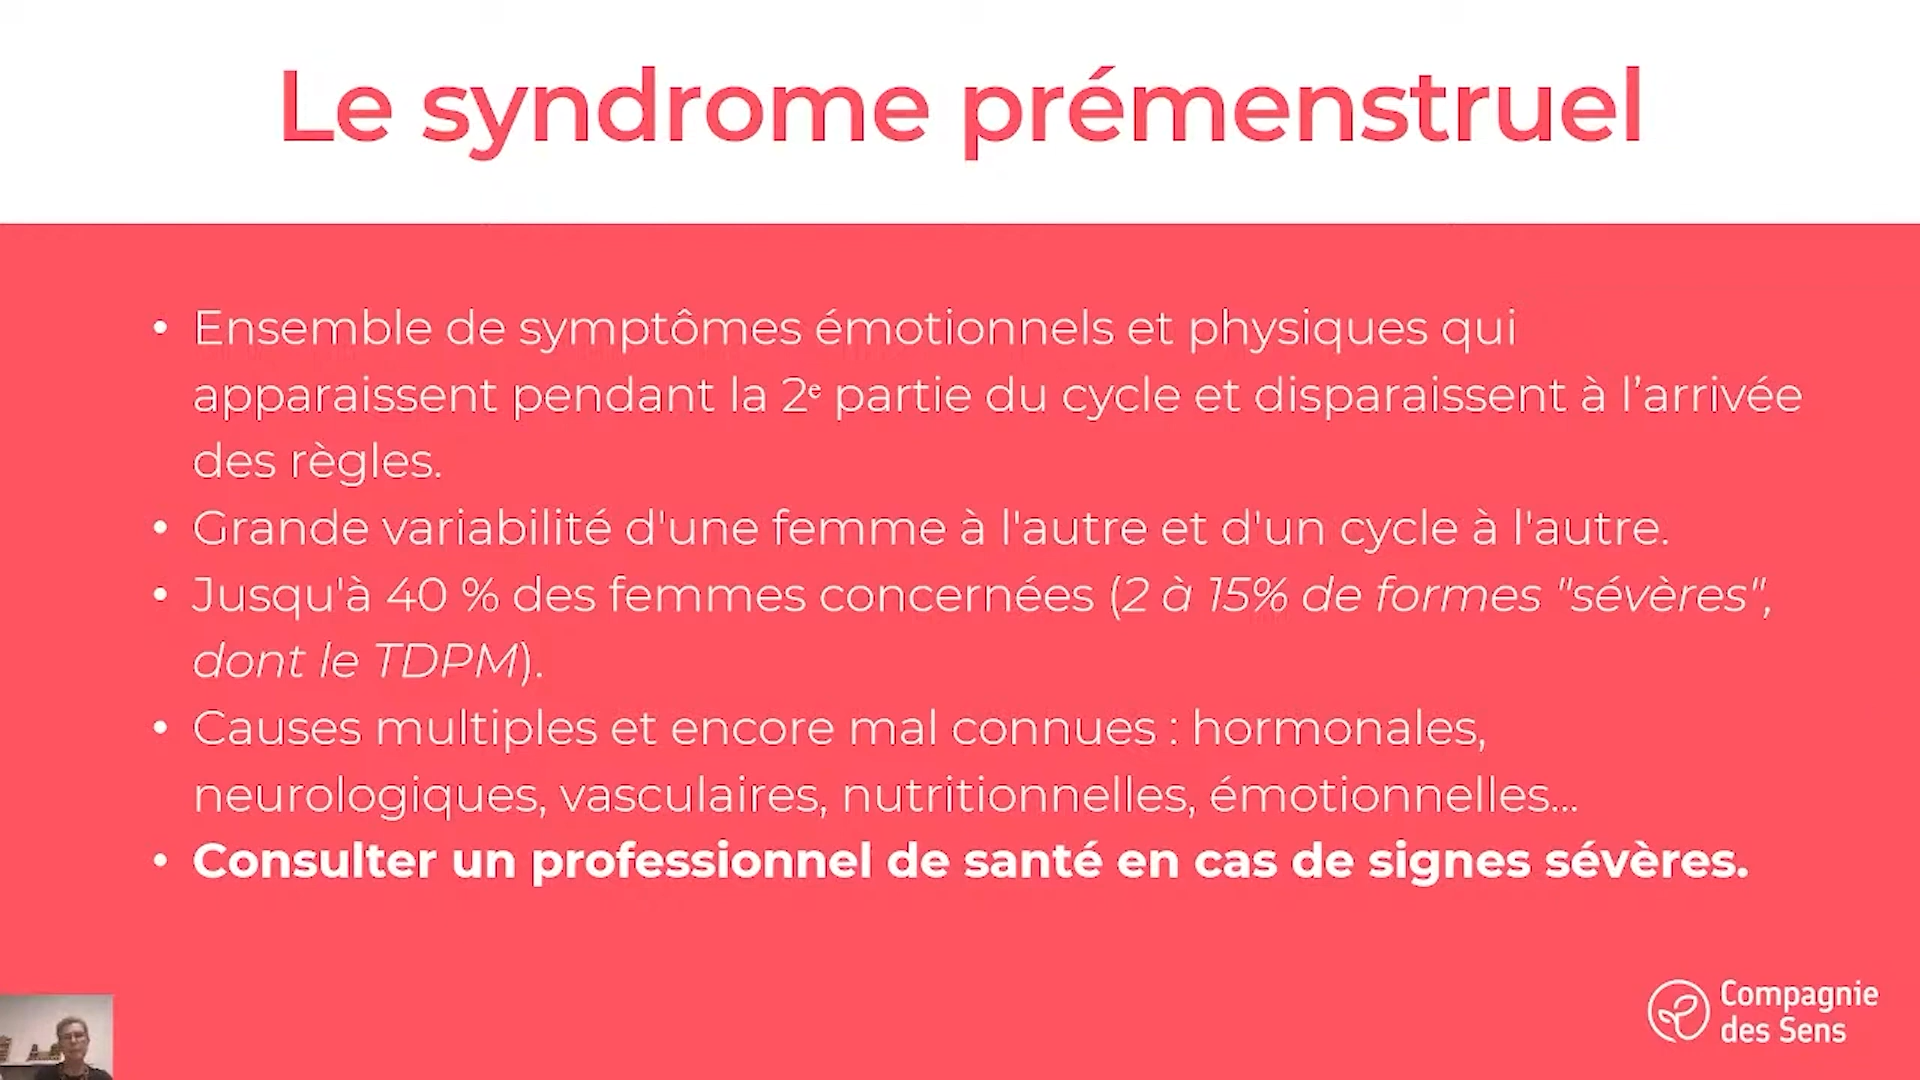 Le syndrome prémenstruel
• Ensemble de symptômes émotionnels et physiques qui
apparaissent pendant la 2ᵉ partie du cycle et disparaissent à l’arrivée
des règles.
• Grande variabilité d'une femme à l'autre et d'un cycle à l'autre.
• Jusqu'à 40 % des femmes concernées (2 à 15% de formes "sévères",
dont le TDPM).
• Causes multiples et encore mal connues : hormonales,
neurologiques, vasculaires, nutritionnelles, émotionnelles...
• Consulter un professionnel de santé en cas de signes sévères.
Compagnie
des Sens